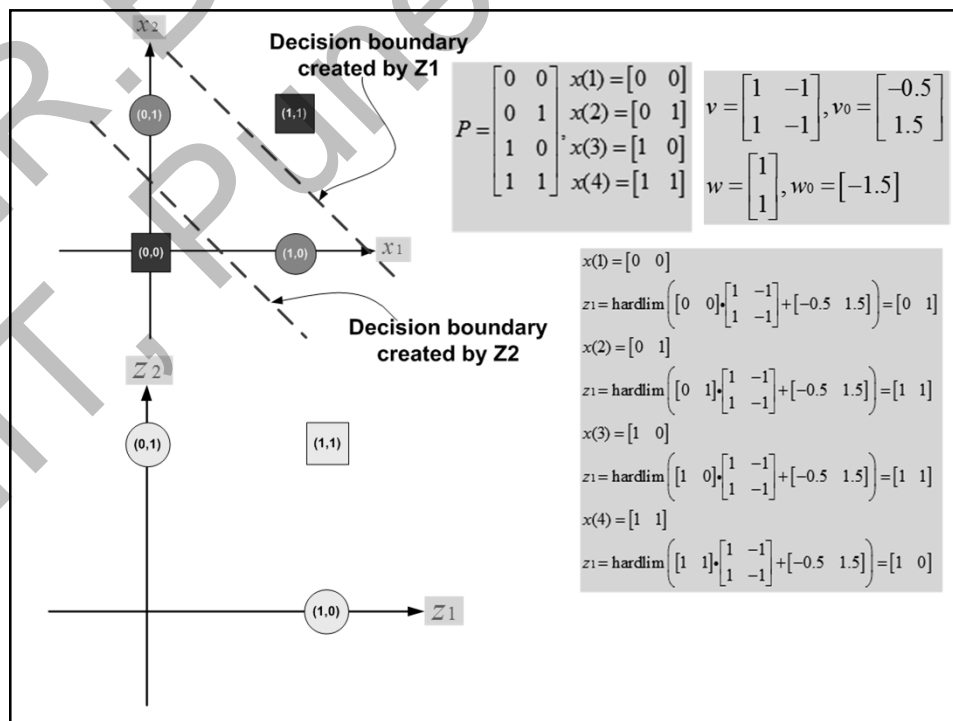 x2
Decision boundary
created by Z1
(0,1)
(1,1)
(0,0)
(1,0)
x1
Decision boundary
created by Z2
P = [0 0; 0 1; 1 0; 1 1],
x(1) = [0 0]
x(2) = [0 1]
x(3) = [1 0]
x(4) = [1 1]
v = [1 -1; 1 -1], v0 = [-0.5; 1.5]
w = [1; 1], w0 = [-1.5]
x(1) = [0 0]
z1 = hardlim([0 0]•[1 -1; 1 -1] + [-0.5 1.5]) = [0 1]
x(2) = [0 1]
z1 = hardlim([0 1]•[1 -1; 1 -1] + [-0.5 1.5]) = [1 1]
x(3) = [1 0]
z1 = hardlim([1 0]•[1 -1; 1 -1] + [-0.5 1.5]) = [1 1]
x(4) = [1 1]
z1 = hardlim([1 1]•[1 -1; 1 -1] + [-0.5 1.5]) = [1 0]
Z2
(0,1)
(1,1)
(1,0)
Z1